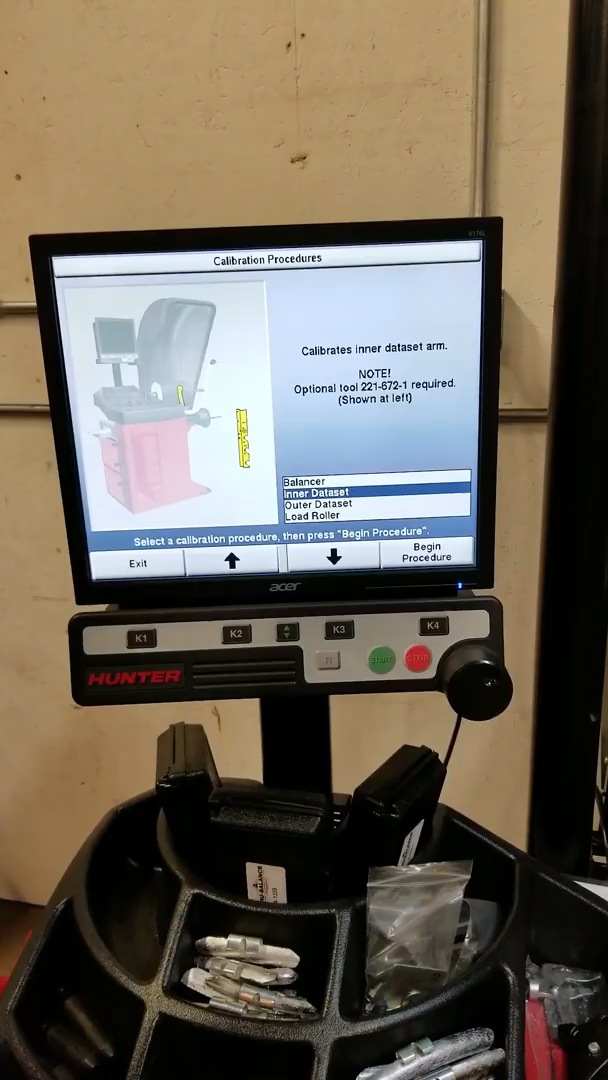 V176L
Calibration Procedures
Calibrates inner dataset arm.
NOTE!
Optional tool 221-672-1 required.
(Shown at left)
Balancer
Inner Dataset
Outer Dataset
Load Roller
Select a calibration procedure, then press "Begin Procedure".
Exit
Begin
Procedure
acer
K1
K2
K3
K4
START
STOP
HUNTER